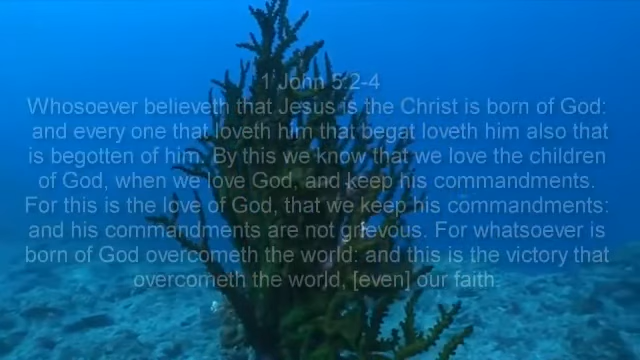 1 John 5:2-4
Whosoever believeth that Jesus is the Christ is born of God:
and every one that loveth him that begat loveth him also that
is begotten of him. By this we know that we love the children
of God, when we love God, and keep his commandments.
For this is the love of God, that we keep his commandments:
and his commandments are not grievous. For whatsoever is
born of God overcometh the world: and this is the victory that
overcometh the world, [even] our faith.